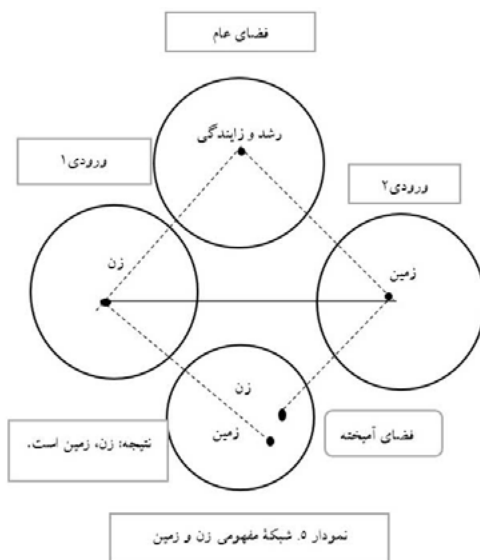 فضای عام
رشد و زایندگی
ورودی۱
ورودی۲
زن
زمین
زن
زمین
فضای آمیخته
نتیجه: زن، زمین است.
نمودار ۵. شبکهٔ مفهومی زن و زمین